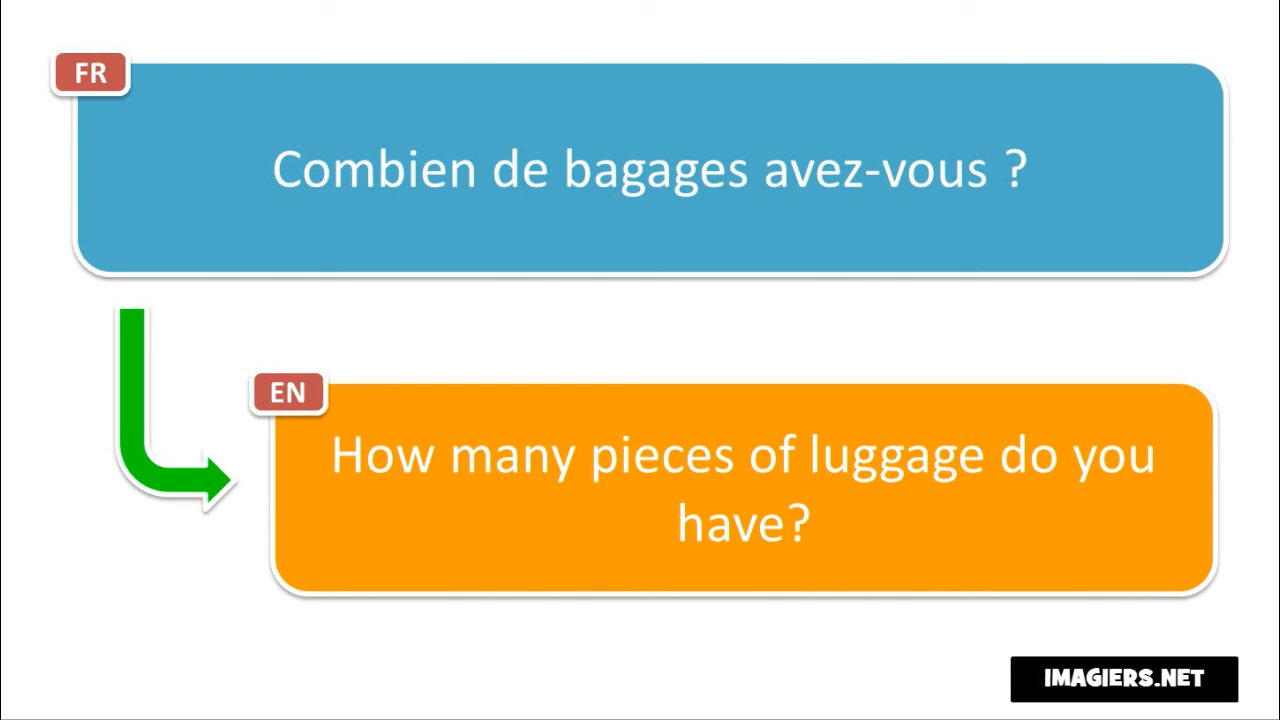 FR
Combien de bagages avez-vous ?
EN
How many pieces of luggage do you
have?
IMAGIERS.NET